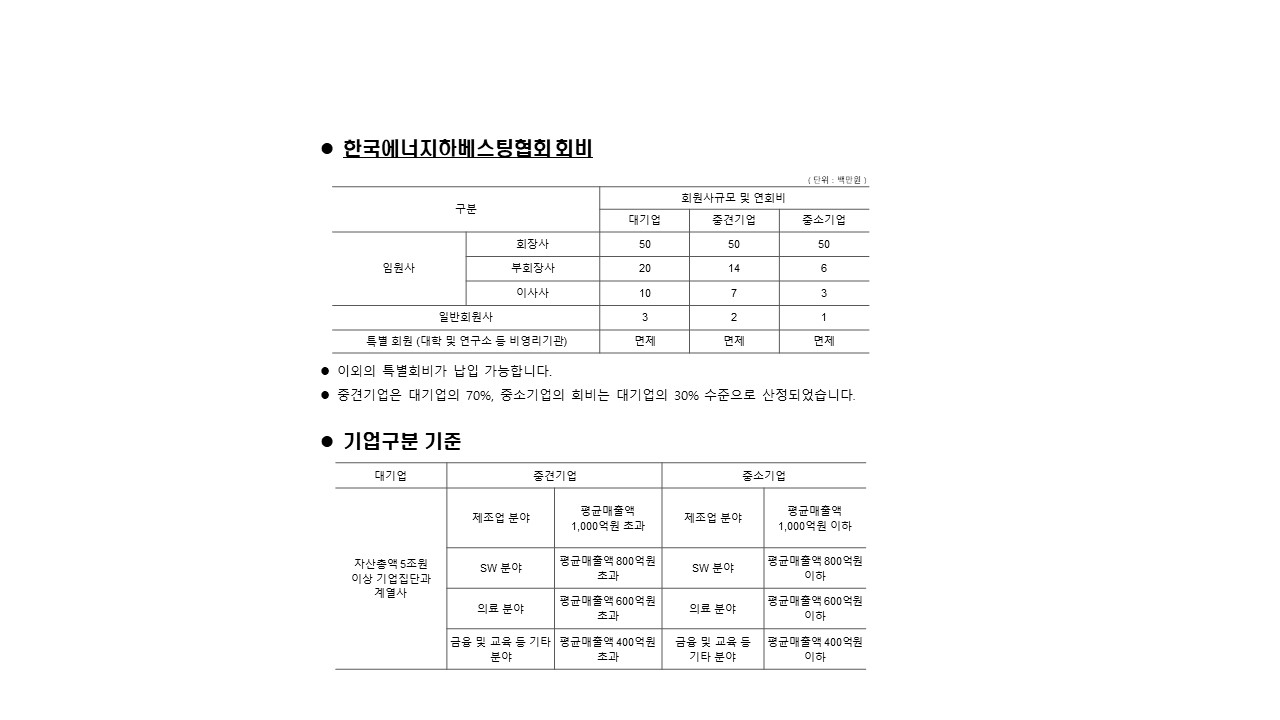 ● 한국에너지하베스팅협회 회비
( 단위 : 백만원 )
구분 회원사규모 및 연회비
대기업 중견기업 중소기업
임원사 회장사 50 50 50
부회장사 20 14 6
이사사 10 7 3
일반회원사 3 2 1
특별 회원 (대학 및 연구소 등 비영리기관) 면제 면제 면제
● 이외의 특별회비가 납입 가능합니다.
● 중견기업은 대기업의 70%, 중소기업의 회비는 대기업의 30% 수준으로 산정되었습니다.
● 기업구분 기준
대기업 중견기업 중소기업
자산총액 5조원
이상 기업집단과
계열사
제조업 분야
평균매출액
1,000억원 초과
제조업 분야
평균매출액
1,000억원 이하
SW 분야
평균매출액 800억원
초과
SW 분야
평균매출액 800억원
이하
의료 분야
평균매출액 600억원
초과
의료 분야
평균매출액 600억원
이하
금융 및 교육 등 기타
분야
평균매출액 400억원
초과
금융 및 교육 등
기타 분야
평균매출액 400억원
이하